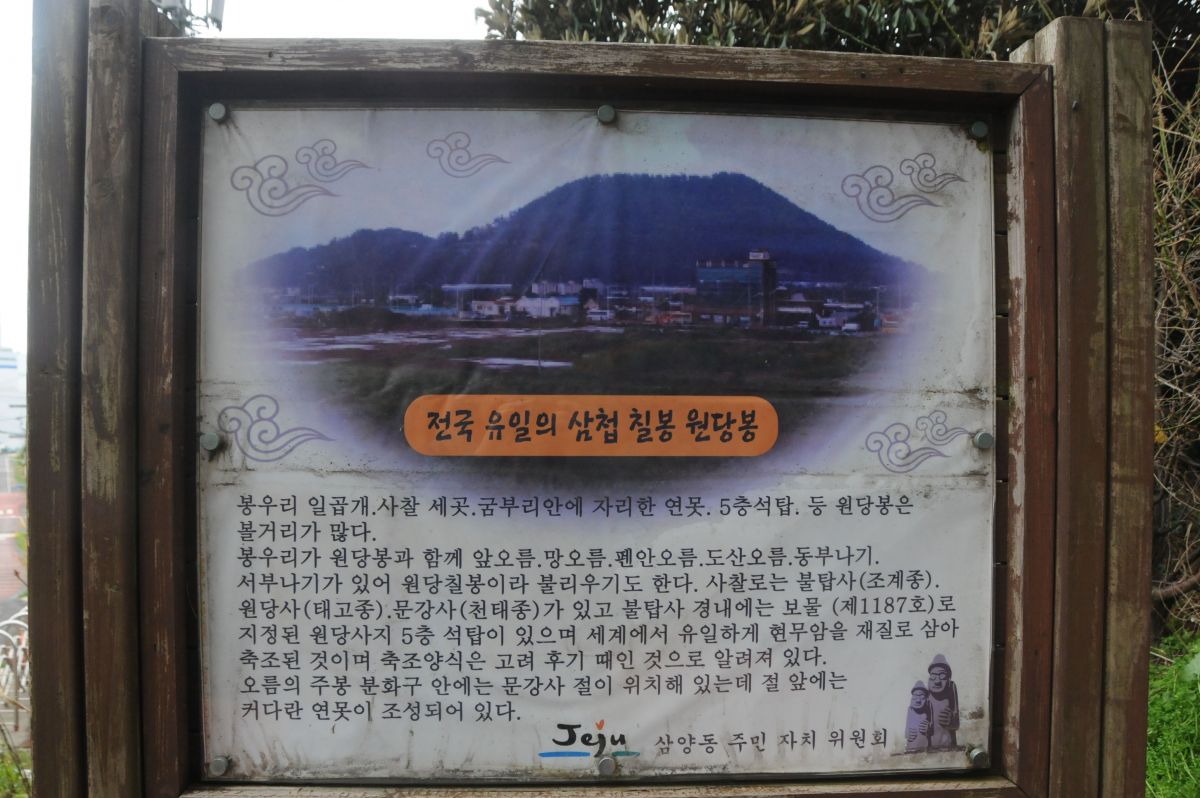 전국 유일의 삼첩 칠봉 원당봉
봉우리 일곱개.사찰 세곳.굼부리안에 자리한 연못. 5층석탑. 등 원당봉은
볼거리가 많다.
봉우리가 원당봉과 함께 앞오름.망오름.펜안오름.도산오름.동부나기.
서부나기가 있어 원당칠봉이라 불리우기도 한다. 사찰로는 불탑사(조계종).
원당사(태고종).문강사(천태종)가 있고 불탑사 경내에는 보물 (제1187호)로
지정된 원당사지 5층 석탑이 있으며 세계에서 유일하게 현무암을 재질로 삼아
축조된 것이며 축조양식은 고려 후기 때인 것으로 알려져 있다.
오름의 주봉 분화구 안에는 문강사 절이 위치해 있는데 절 앞에는
커다란 연못이 조성되어 있다.
Jeju 삼양동 주민 자치 위원회